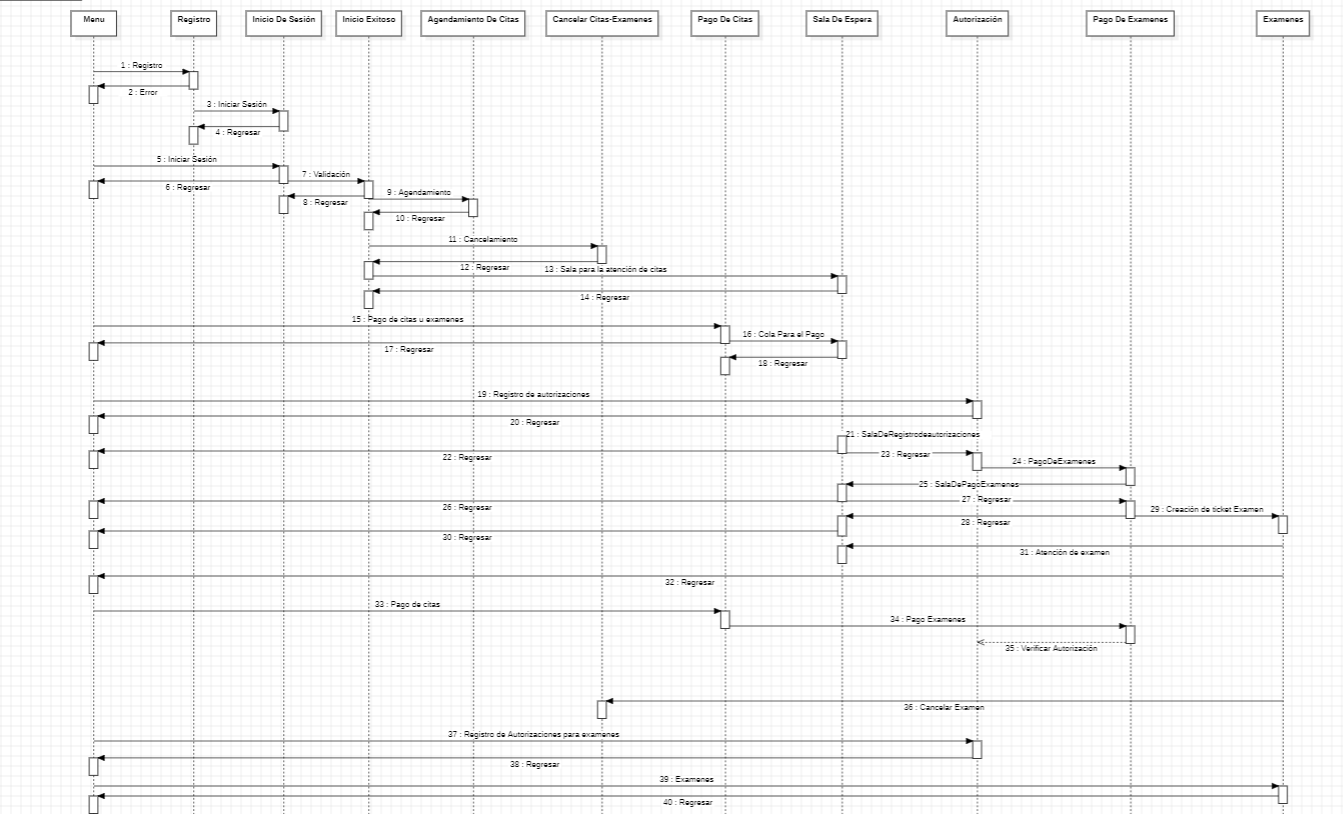 Menu
Registro
Inicio De Sesión
Inicio Exitoso
Agendamiento De Citas
Cancelar Citas-Examenes
Pago De Citas
Sala De Espera
Autorización
Pago De Examenes
Examenes
1 : Registro
2 : Error
3 : Iniciar Sesión
4 : Regresar
5 : Iniciar Sesión
6 : Regresar
7 : Validación
8 : Regresar
9 : Agendamiento
10 : Regresar
11 : Cancelamiento
12 : Regresar
13 : Sala para la atención de citas
14 : Regresar
15 : Pago de citas u examenes
16 : Cola Para el Pago
17 : Regresar
18 : Regresar
19 : Registro de autorizaciones
20 : Regresar
21 : SalaDeRegistrodeautorizaciones
22 : Regresar
23 : Regresar
24 : PagoDeExamenes
25 : SalaDePagoExamenes
26 : Regresar
27 : Regresar
28 : Regresar
29 : Creación de ticket Examen
30 : Regresar
31 : Atención de examen
32 : Regresar
33 : Pago de citas
34 : Pago Examenes
35 : Verificar Autorización
36 : Cancelar Examen
37 : Registro de Autorizaciones para examenes
38 : Regresar
39 : Examenes
40 : Regresar